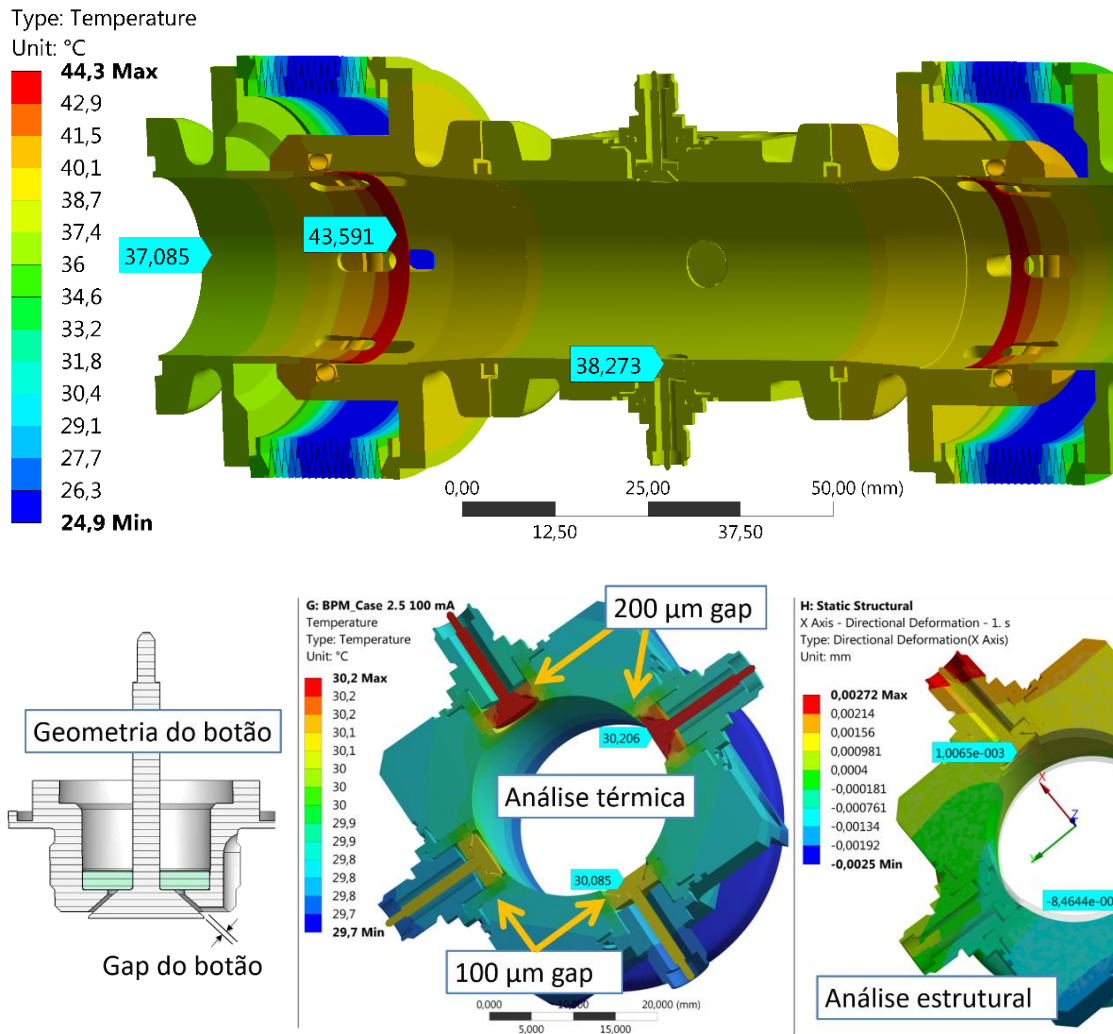 Type: Temperature
Unit: °C
44,3 Max
42,9
41,5
40,1
38,7
37,4
36
34,6
33,2
31,8
30,4
29,1
27,7
26,3
24,9 Min
37,085
43,591
38,273
0,00
25,00
50,00 (mm)
12,50
37,50
Geometria do botão
Gap do botão
G: BPM_Case 2.5 100 mA
Temperature
Type: Temperature
Unit: °C
30,2 Max
30,2
30,2
30,1
30,1
30
30
30
29,9
29,9
29,8
29,8
29,7
29,7 Min
200 µm gap
30,206
Análise térmica
30,085
100 µm gap
0,000
10,000
20,000 (mm)
5,000
15,000
H: Static Structural
X Axis - Directional Deformation - 1. s
Type: Directional Deformation(X Axis)
Unit: mm
0,00272 Max
0,00214
0,00156
0,000981
0,0004
-0,000181
-0,000761
-0,00134
-0,00192
-0,0025 Min
1,0065e-003
X
Z
-8,4644e-00
Análise estrutural